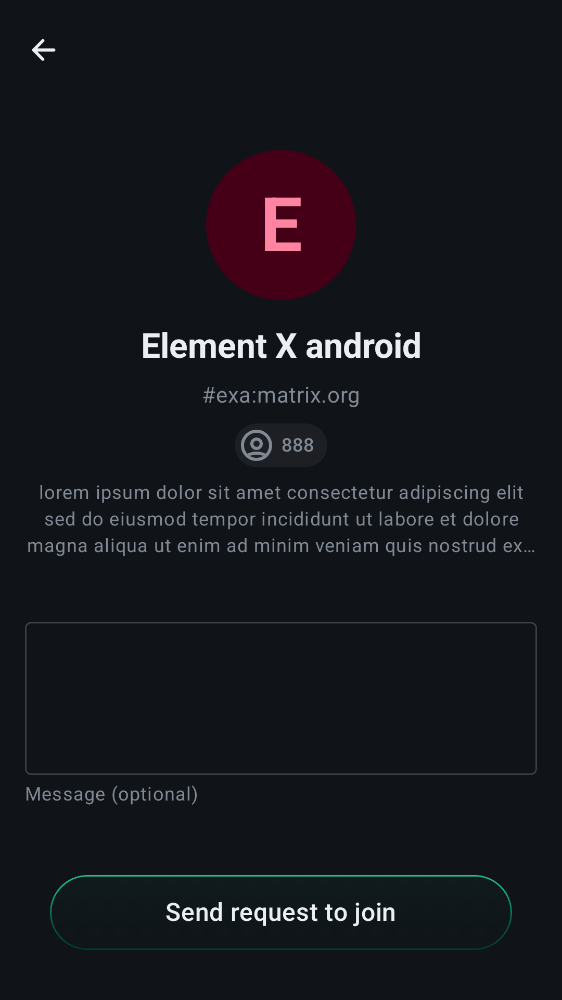 E
Element X android
#exa:matrix.org
888
lorem ipsum dolor sit amet consectetur adipiscing elit
sed do eiusmod tempor incididunt ut labore et dolore
magna aliqua ut enim ad minim veniam quis nostrud ex…
Message (optional)
Send request to join